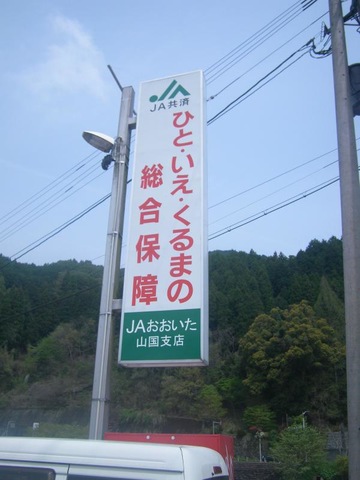 JA共済
ひと・いえ・くるまの
総合保障
JAおおいた
山国支店